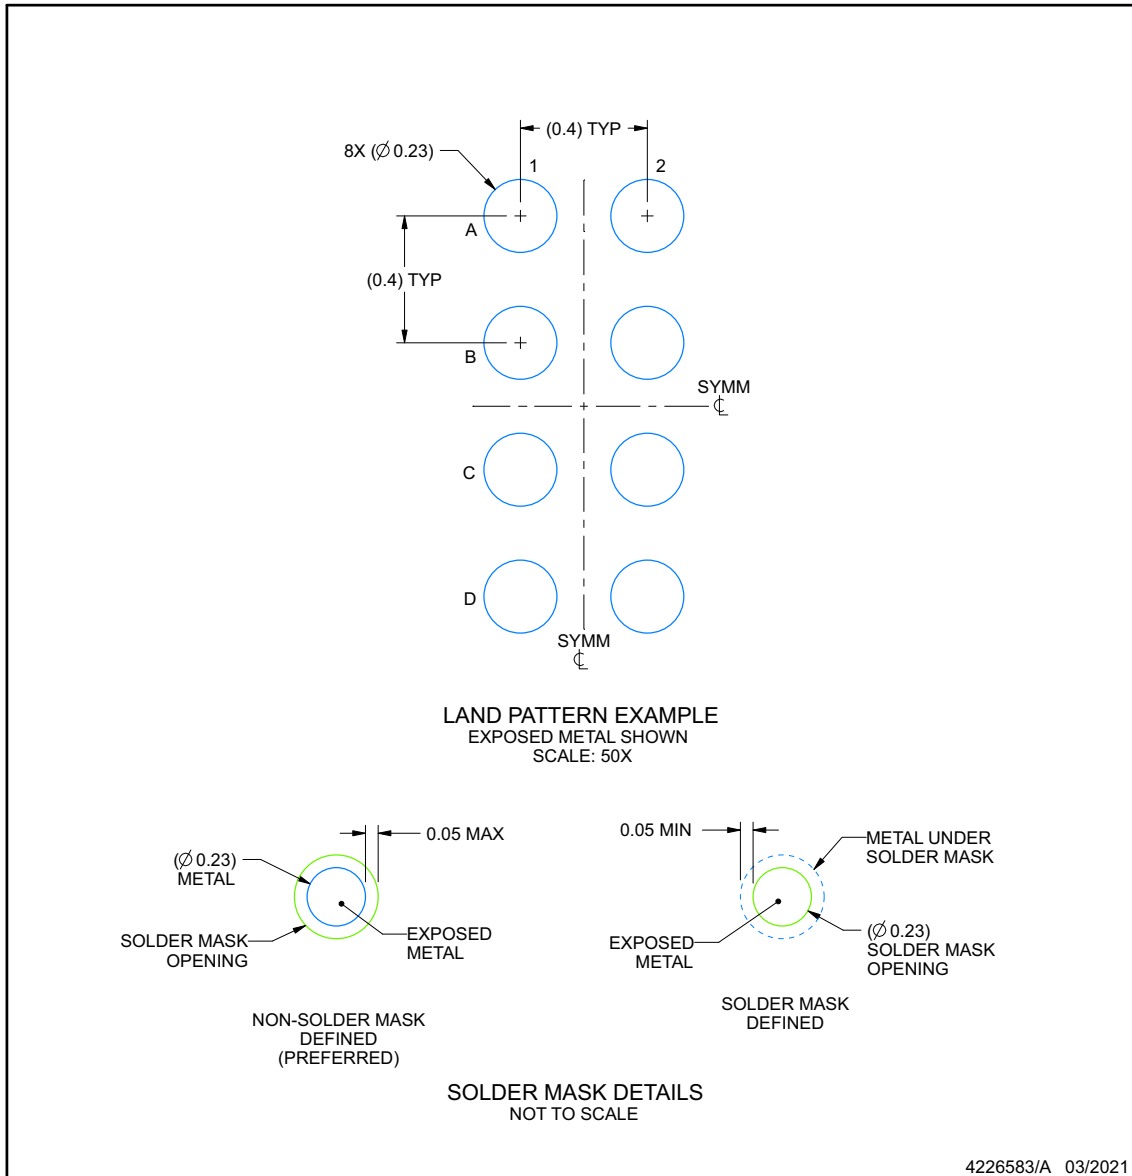 (0.4) TYP
8X (∅ 0.23)
1
2
A
(0.4) TYP
B
SYMM
℄
C
D
SYMM
℄
LAND PATTERN EXAMPLE
EXPOSED METAL SHOWN
SCALE: 50X
0.05 MAX
(∅ 0.23)
METAL
SOLDER MASK
OPENING
EXPOSED
METAL
NON-SOLDER MASK
DEFINED
(PREFERRED)
0.05 MIN
METAL UNDER
SOLDER MASK
EXPOSED
METAL
(∅ 0.23)
SOLDER MASK
OPENING
SOLDER MASK
DEFINED
SOLDER MASK DETAILS
NOT TO SCALE
4226583/A 03/2021